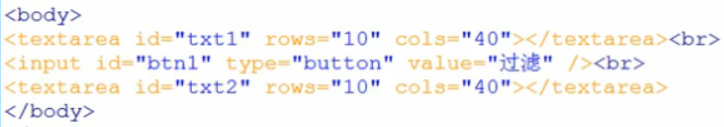 <body>
<textarea id="txt1" rows="10" cols="40"></textarea><br>
<input id="btn1" type="button" value="过滤" /><br>
<textarea id="txt2" rows="10" cols="40"></textarea>
</body>